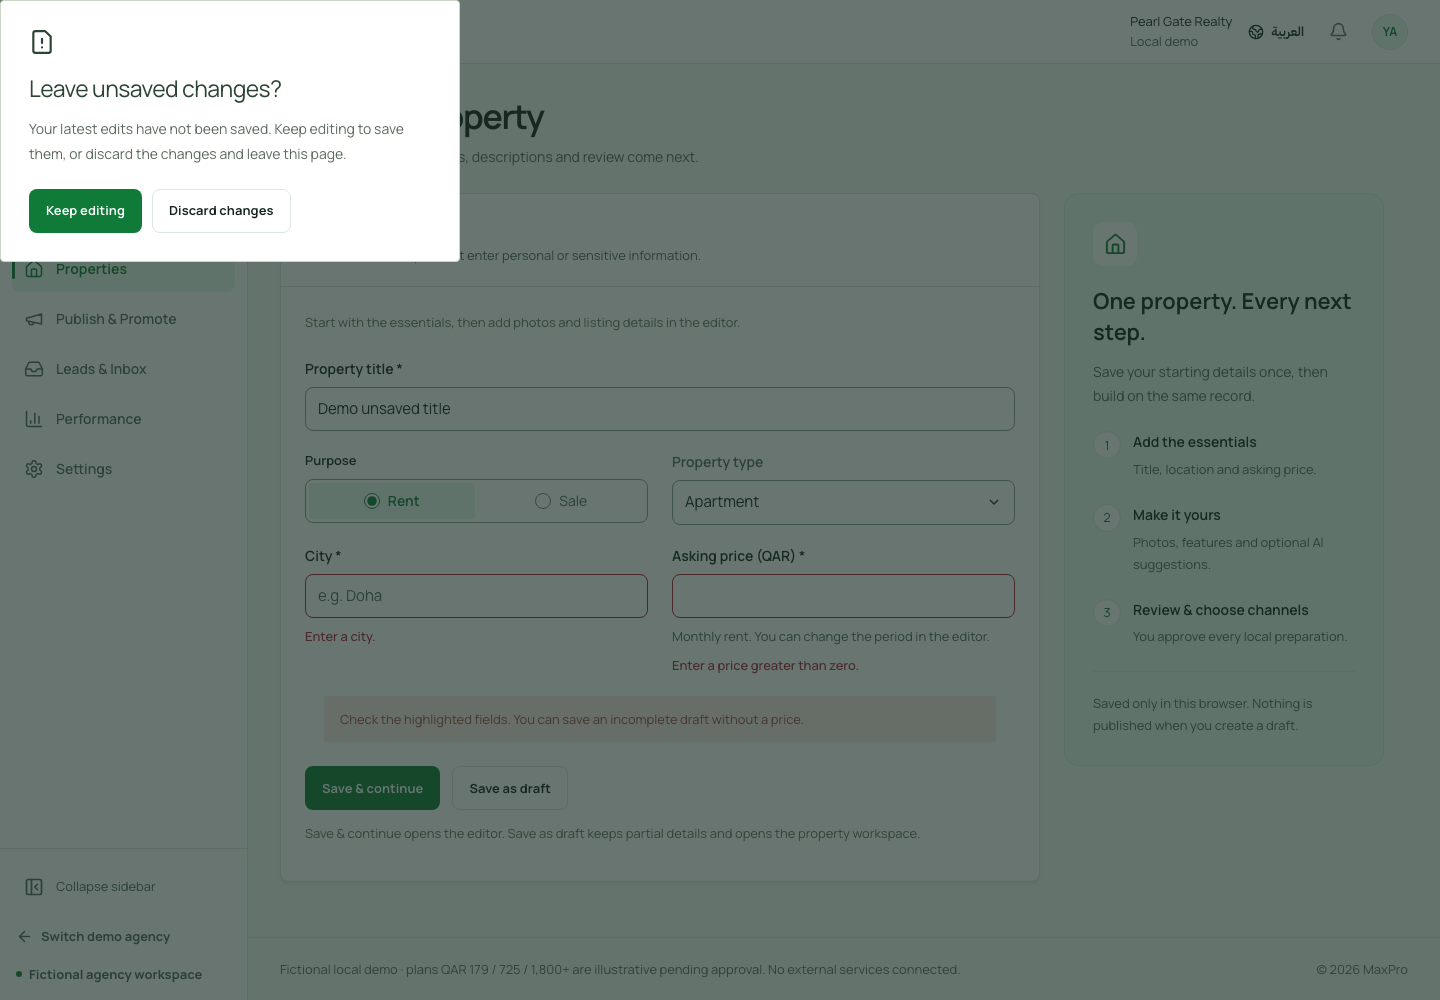 Leave unsaved changes?
Your latest edits have not been saved. Keep editing to save
them, or discard the changes and leave this page.
Keep editing
Discard changes
Pearl Gate Realty
Local demo
العربية
YA
Properties
Publish & Promote
Leads & Inbox
Performance
Settings
Collapse sidebar
Switch demo agency
Fictional agency workspace
descriptions and review come next.
enter personal or sensitive information.
Start with the essentials, then add photos and listing details in the editor.
Property title *
Demo unsaved title
Purpose
Rent
Sale
Property type
Apartment
City *
e.g. Doha
Enter a city.
Asking price (QAR) *
Monthly rent. You can change the period in the editor.
Enter a price greater than zero.
Check the highlighted fields. You can save an incomplete draft without a price.
Save & continue
Save as draft
Save & continue opens the editor. Save as draft keeps partial details and opens the property workspace.
One property. Every next
step.
Save your starting details once, then
build on the same record.
1
Add the essentials
Title, location and asking price.
2
Make it yours
Photos, features and optional AI
suggestions.
3
Review & choose channels
You approve every local preparation.
Saved only in this browser. Nothing is
published when you create a draft.
Fictional local demo · plans QAR 179 / 725 / 1,800+ are illustrative pending approval. No external services connected.
© 2026 MaxPro